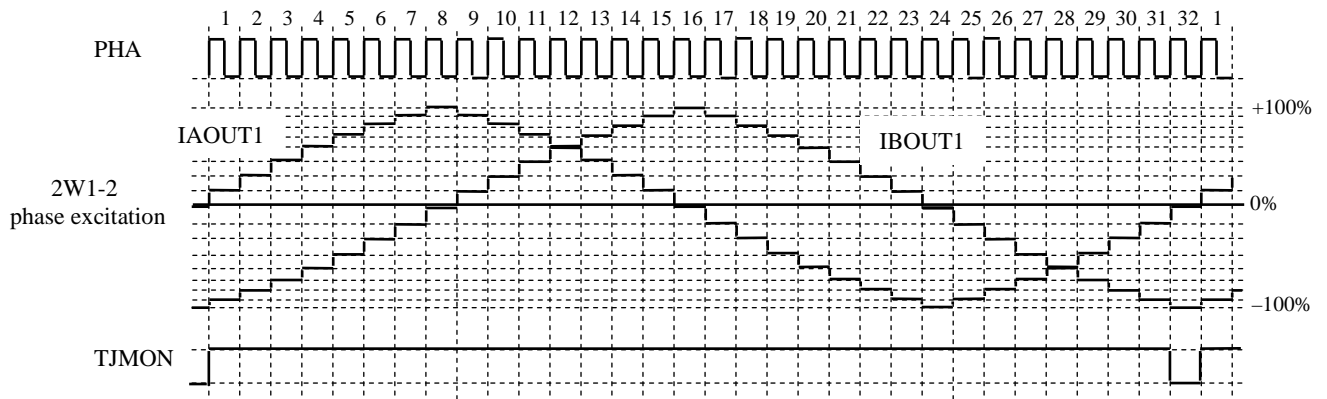 1 2 3 4 5 6 7 8 9 10 11 12 13 14 15 16 17 18 19 20 21 22 23 24 25 26 27 28 29 30 31 32 1
PHA
+100%
IAOUT1
IBOUT1
2W1-2
phase excitation
0%
−100%
TJMON